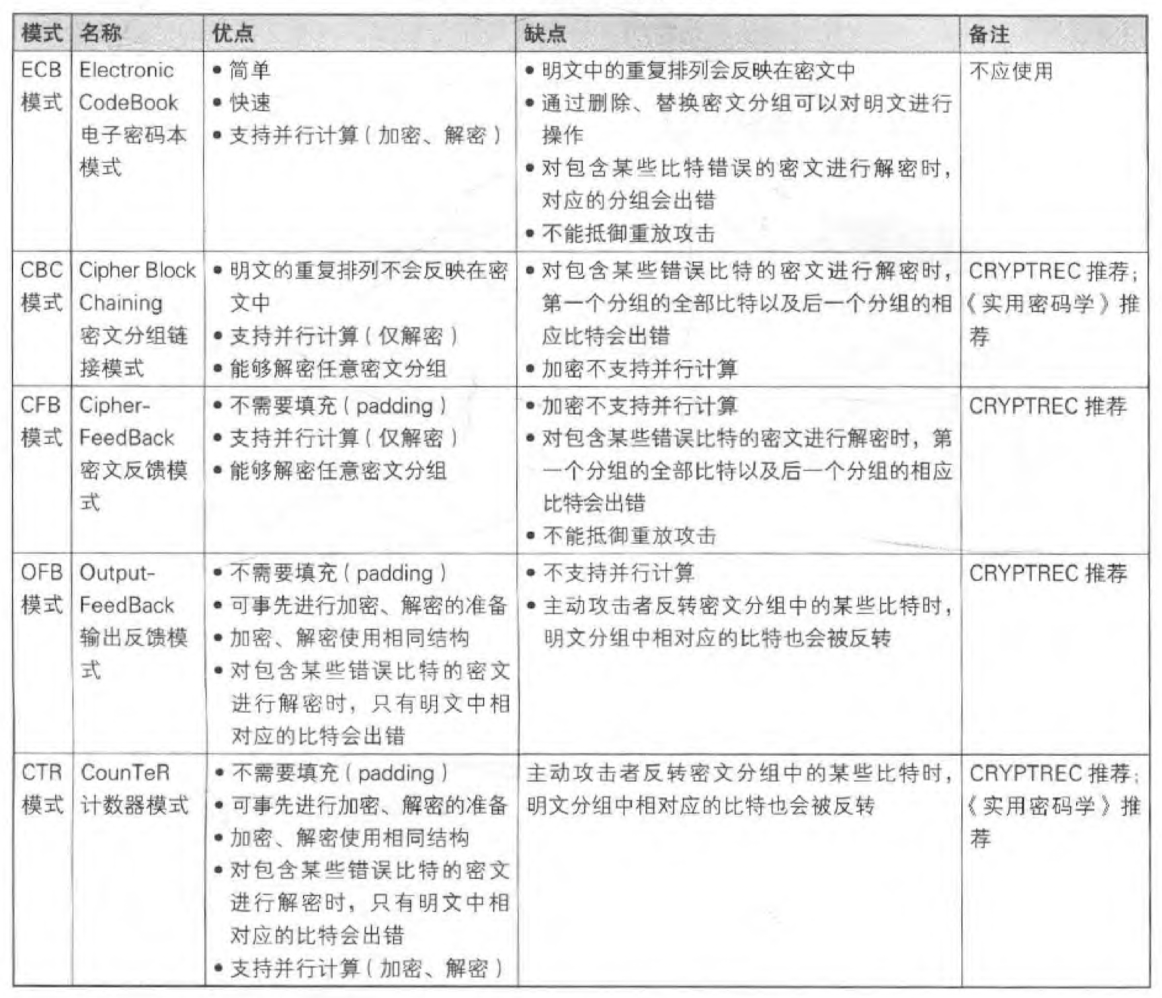 模式 名称 优点 缺点 备注
ECB
模式
Electronic
CodeBook
电子密码本
模式
• 简单
• 快速
• 支持并行计算（加密、解密）
• 明文中的重复排列会反映在密文中
• 通过删除、替换密文分组可以对明文进行
操作
• 对包含某些比特错误的密文进行解密时，
对应的分组会出错
• 不能抵御重放攻击
不应使用
CBC
模式
Cipher Block
Chaining
密文分组链
接模式
• 明文的重复排列不会反映在密
文中
• 支持并行计算（仅解密）
• 能够解密任意密文分组
• 对包含某些错误比特的密文进行解密时，
第一个分组的全部比特以及后一个分组的相
应比特会出错
• 加密不支持并行计算
CRYPTREC 推荐；
《实用密码学》推
荐
CFB
模式
Cipher-
FeedBack
密文反馈模
式
• 不需要填充（padding）
• 支持并行计算（仅解密）
• 能够解密任意密文分组
• 加密不支持并行计算
• 对包含某些错误比特的密文进行解密时，第
一个分组的全部比特以及后一个分组的相应
比特会出错
• 不能抵御重放攻击
CRYPTREC 推荐
OFB
模式
Output-
FeedBack
输出反馈模
式
• 不需要填充（padding）
• 可事先进行加密、解密的准备
• 加密、解密使用相同结构
• 对包含某些错误比特的密文
进行解密时，只有明文中相
对应的比特会出错
• 不支持并行计算
• 主动攻击者反转密文分组中的某些比特时，
明文分组中相对应的比特也会被反转
CRYPTREC 推荐
CTR
模式
CounTeR
计数器模式
• 不需要填充（padding）
• 可事先进行加密、解密的准备
• 加密、解密使用相同结构
• 对包含某些错误比特的密文
进行解密时，只有明文中相
对应的比特会出错
• 支持并行计算（加密、解密）
主动攻击者反转密文分组中的某些比特时，
明文分组中相对应的比特也会被反转
CRYPTREC 推荐；
《实用密码学》推
荐